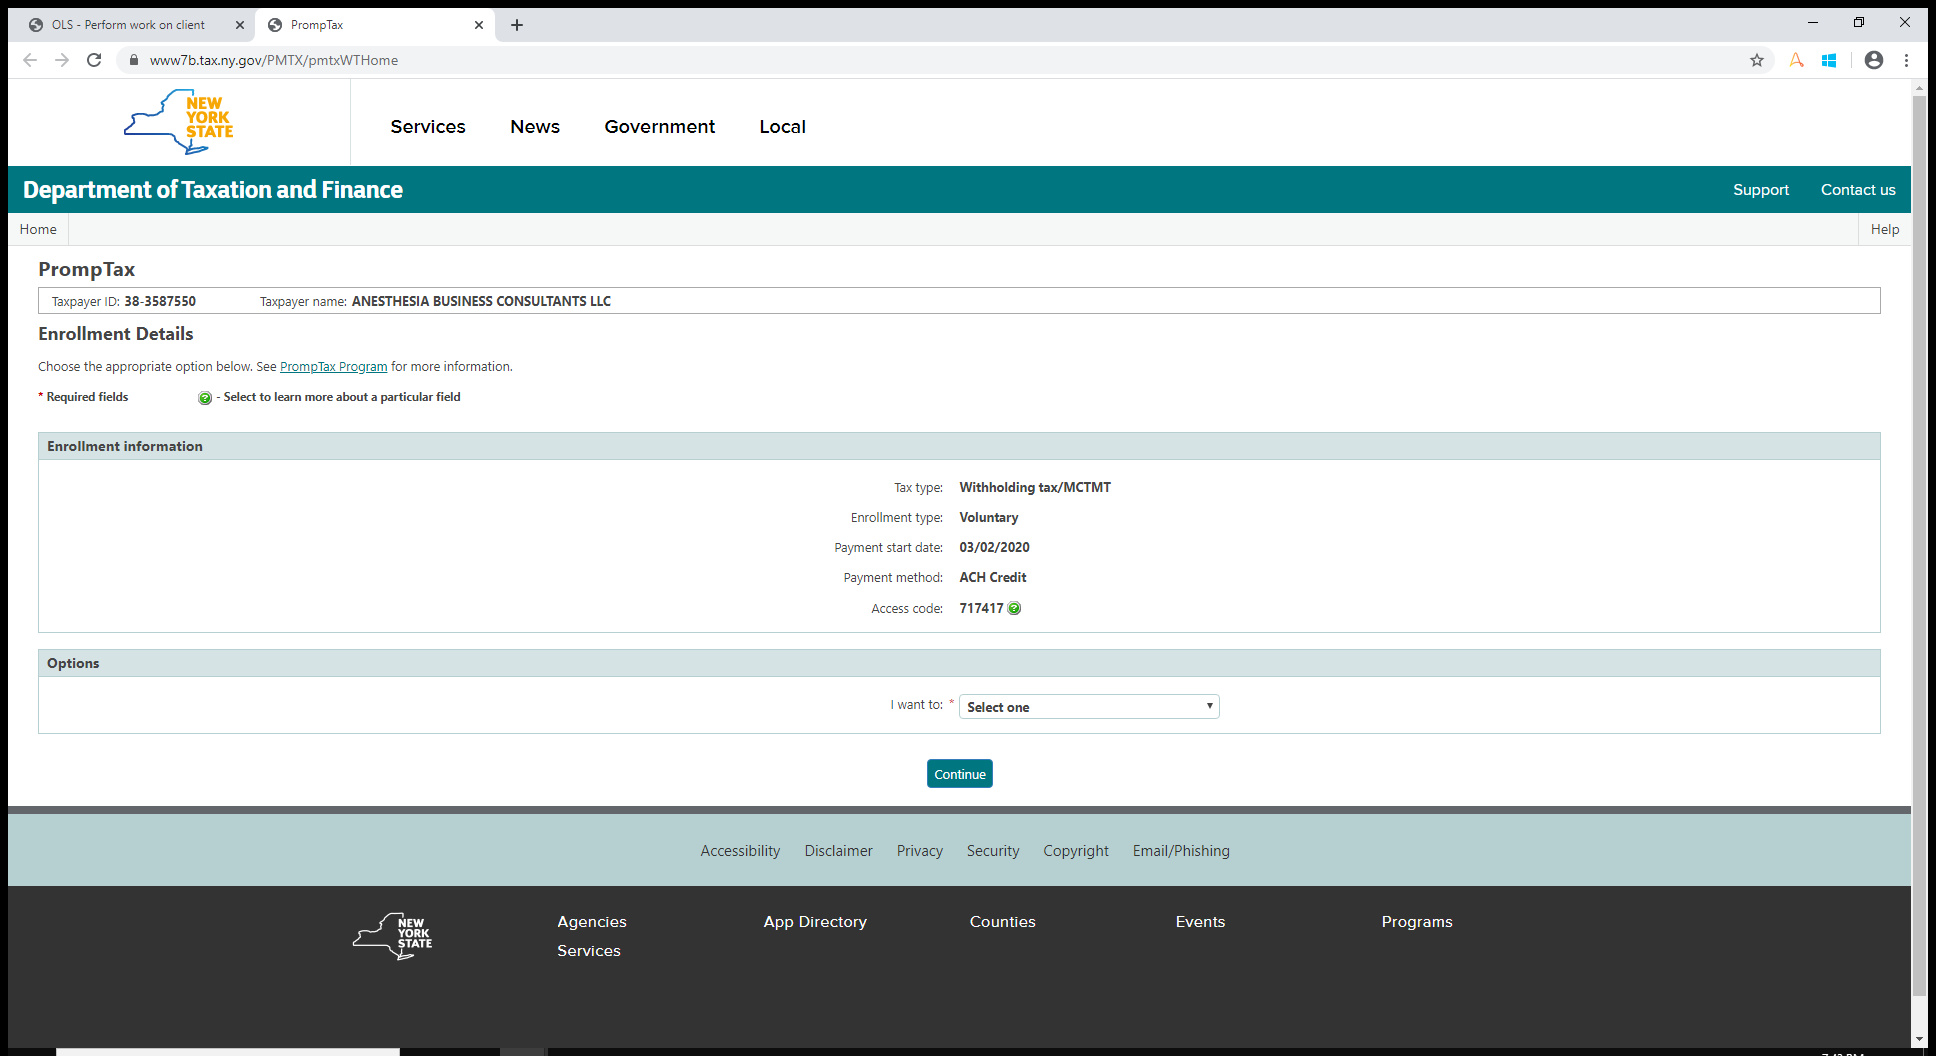 OLS - Perform work on client
PrompTax
www7b.tax.ny.gov/PMTX/pmtxWTHome
NEW
YORK
STATE
Services News Government Local
Department of Taxation and Finance
Support Contact us
Home Help
PrompTax
Taxpayer ID: 38-3587550 Taxpayer name: ANESTHESIA BUSINESS CONSULTANTS LLC
Enrollment Details
Choose the appropriate option below. See PrompTax Program for more information.
* Required fields ? - Select to learn more about a particular field
Enrollment information
Tax type: Withholding tax/MCTMT
Enrollment type: Voluntary
Payment start date: 03/02/2020
Payment method: ACH Credit
Access code: 717417 ?
Options
I want to: * Select one
Continue
Accessibility Disclaimer Privacy Security Copyright Email/Phishing
NEW
YORK
STATE
Agencies App Directory Counties Events Programs
Services